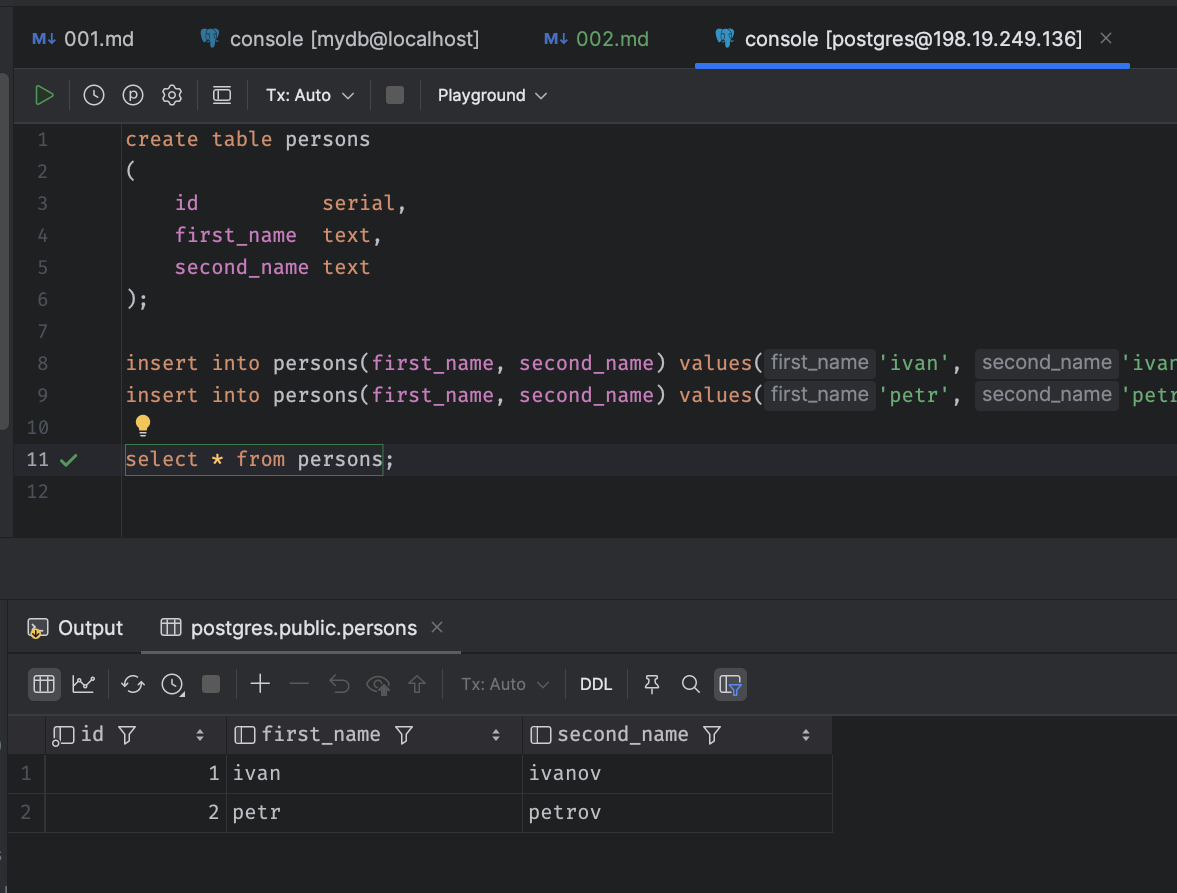 M↓ 001.md console [mydb@localhost] M↓ 002.md console [postgres@198.19.249.136]
Tx: Auto Playground
1 create table persons
2 (
3 id serial,
4 first_name text,
5 second_name text
6 );
7
8 insert into persons(first_name, second_name) values( first_name 'ivan', second_name 'ivan
9 insert into persons(first_name, second_name) values( first_name 'petr', second_name 'petr
10
11 select * from persons;
12
Output postgres.public.persons
Tx: Auto DDL
id first_name second_name
1 1 ivan ivanov
2 2 petr petrov